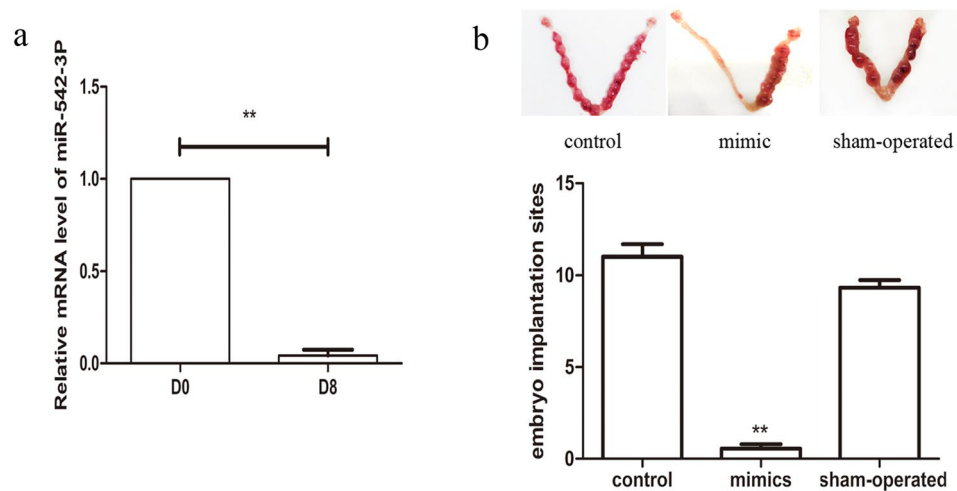 a
Relative mRNA level of miR-542-3P
1.5
1.0
0.5
0.0
**
D0
D8
b
control
mimic
sham-operated
embryo implantation sites
15
10
5
0
**
control
mimics
sham-operated